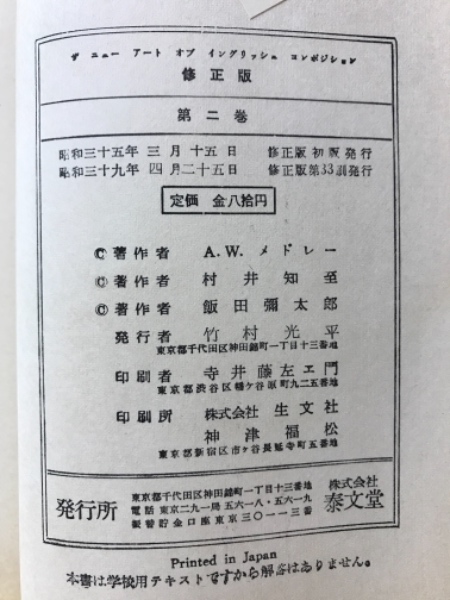 ザ ニュー アート オブ イングリッシュ コンポジション
修正版
第二巻
昭和三十五年 三月 十五日 修正版初版発行
昭和三十九年 四月二十五日 修正版第33刷発行
定価 金八拾円
©著作者 A.W. メドレー
©著作者 村井知至
©著作者 飯田彌太郎
発行者 竹村光平
東京都千代田区神田錦町一丁目十三番地
印刷者 寺井藤左エ門
東京都渋谷区幡ケ谷原町九二五番地
印刷所 株式会社 生文社
神津福松
東京都新宿区市ケ谷長延寺町五番地
発行所
東京都千代田区神田錦町一丁目十三番地
電話東京二九一局五六一八・五六一九
振替貯金口座東京三〇一一三番
株式会社
泰文堂
Printed in Japan
本書は学校用テキストですから解答はありません。